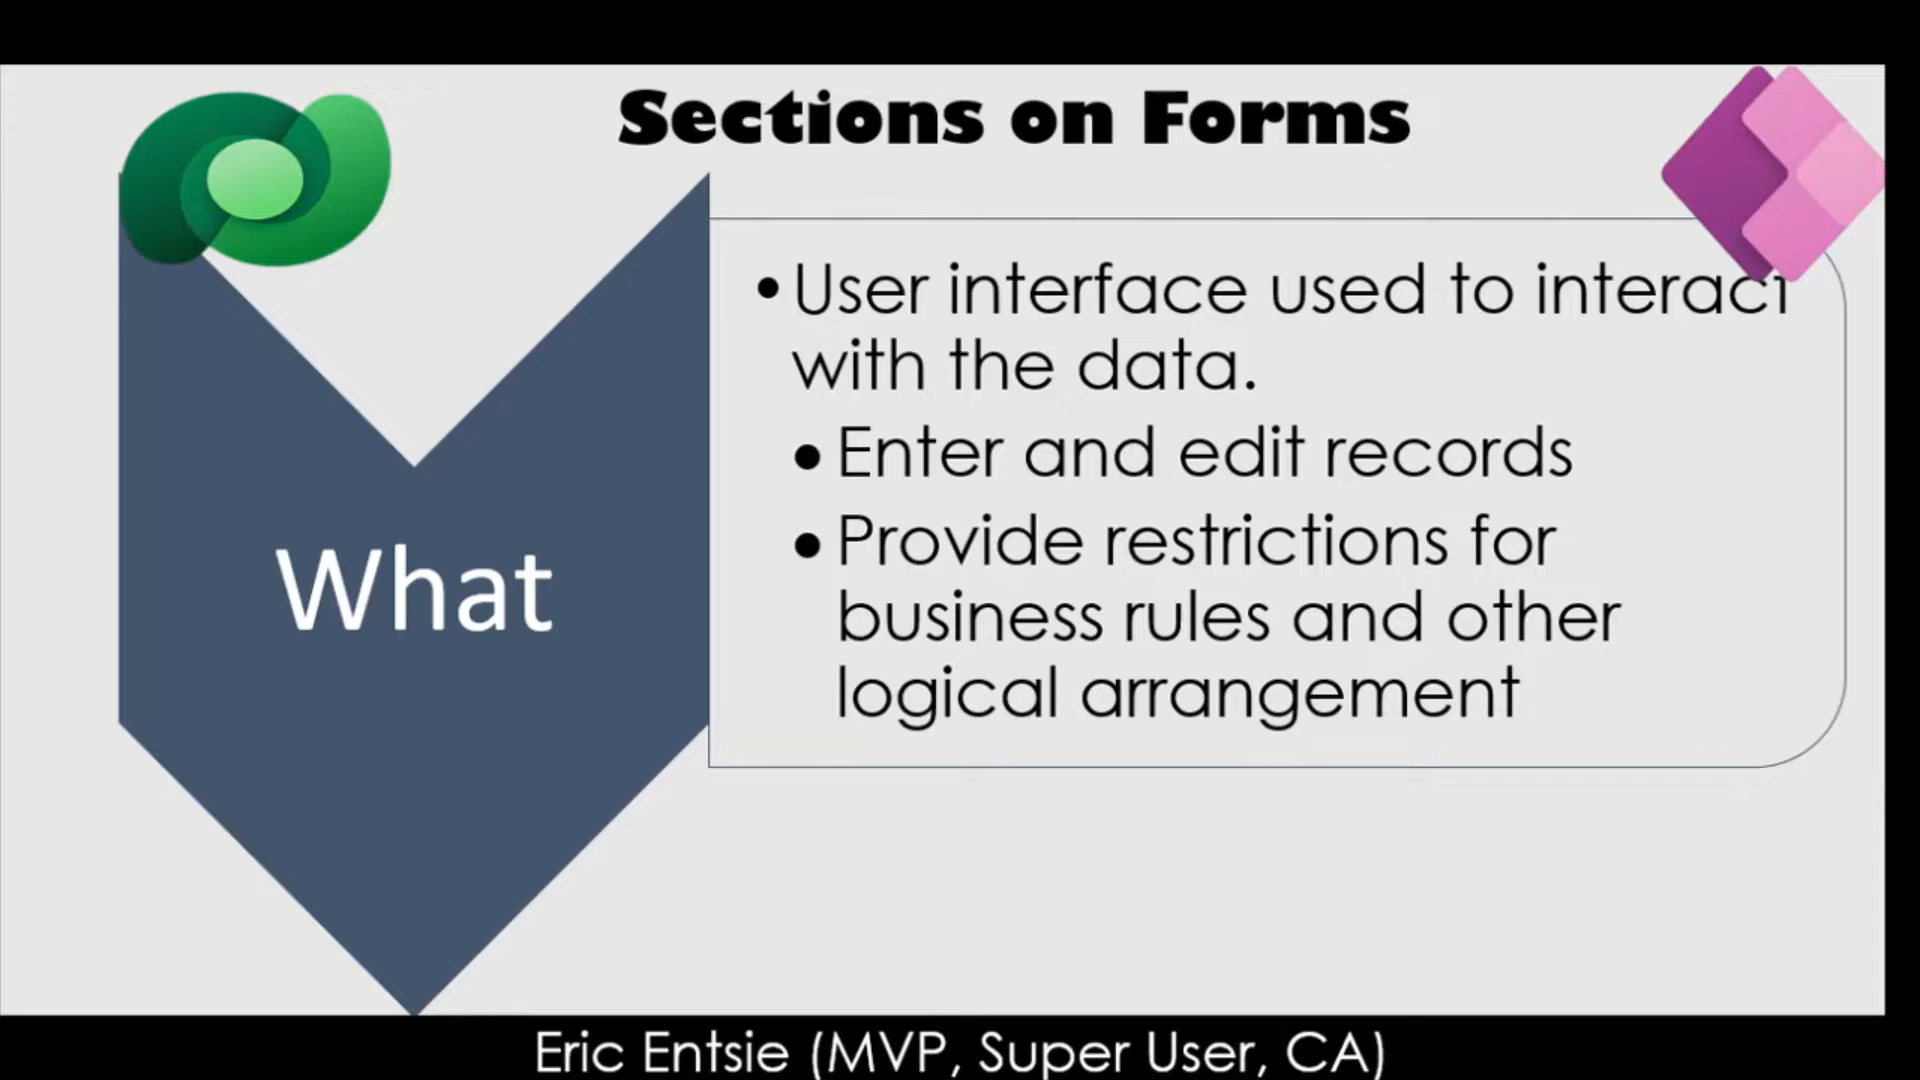 Sections on Forms
What
• User interface used to interact
with the data.
• Enter and edit records
• Provide restrictions for
business rules and other
logical arrangement
Eric Entsie (MVP, Super User, CA)